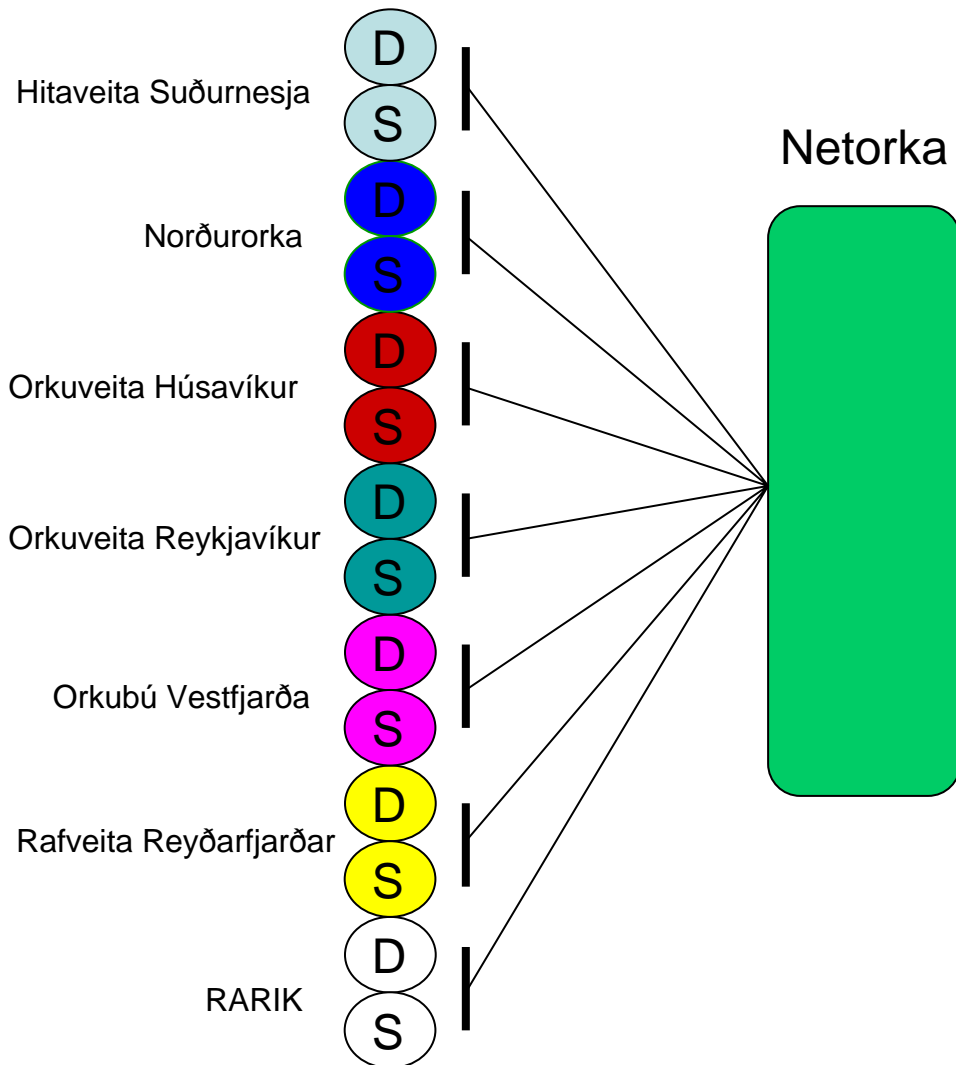 D
Hitaveita Suðurnesja
S
Netorka
D
Norðurorka
S
D
Orkuveita Húsavíkur
S
D
Orkuveita Reykjavíkur
S
D
Orkubú Vestfjarða
S
D
Rafveita Reyðarfjarðar
S
D
RARIK
S